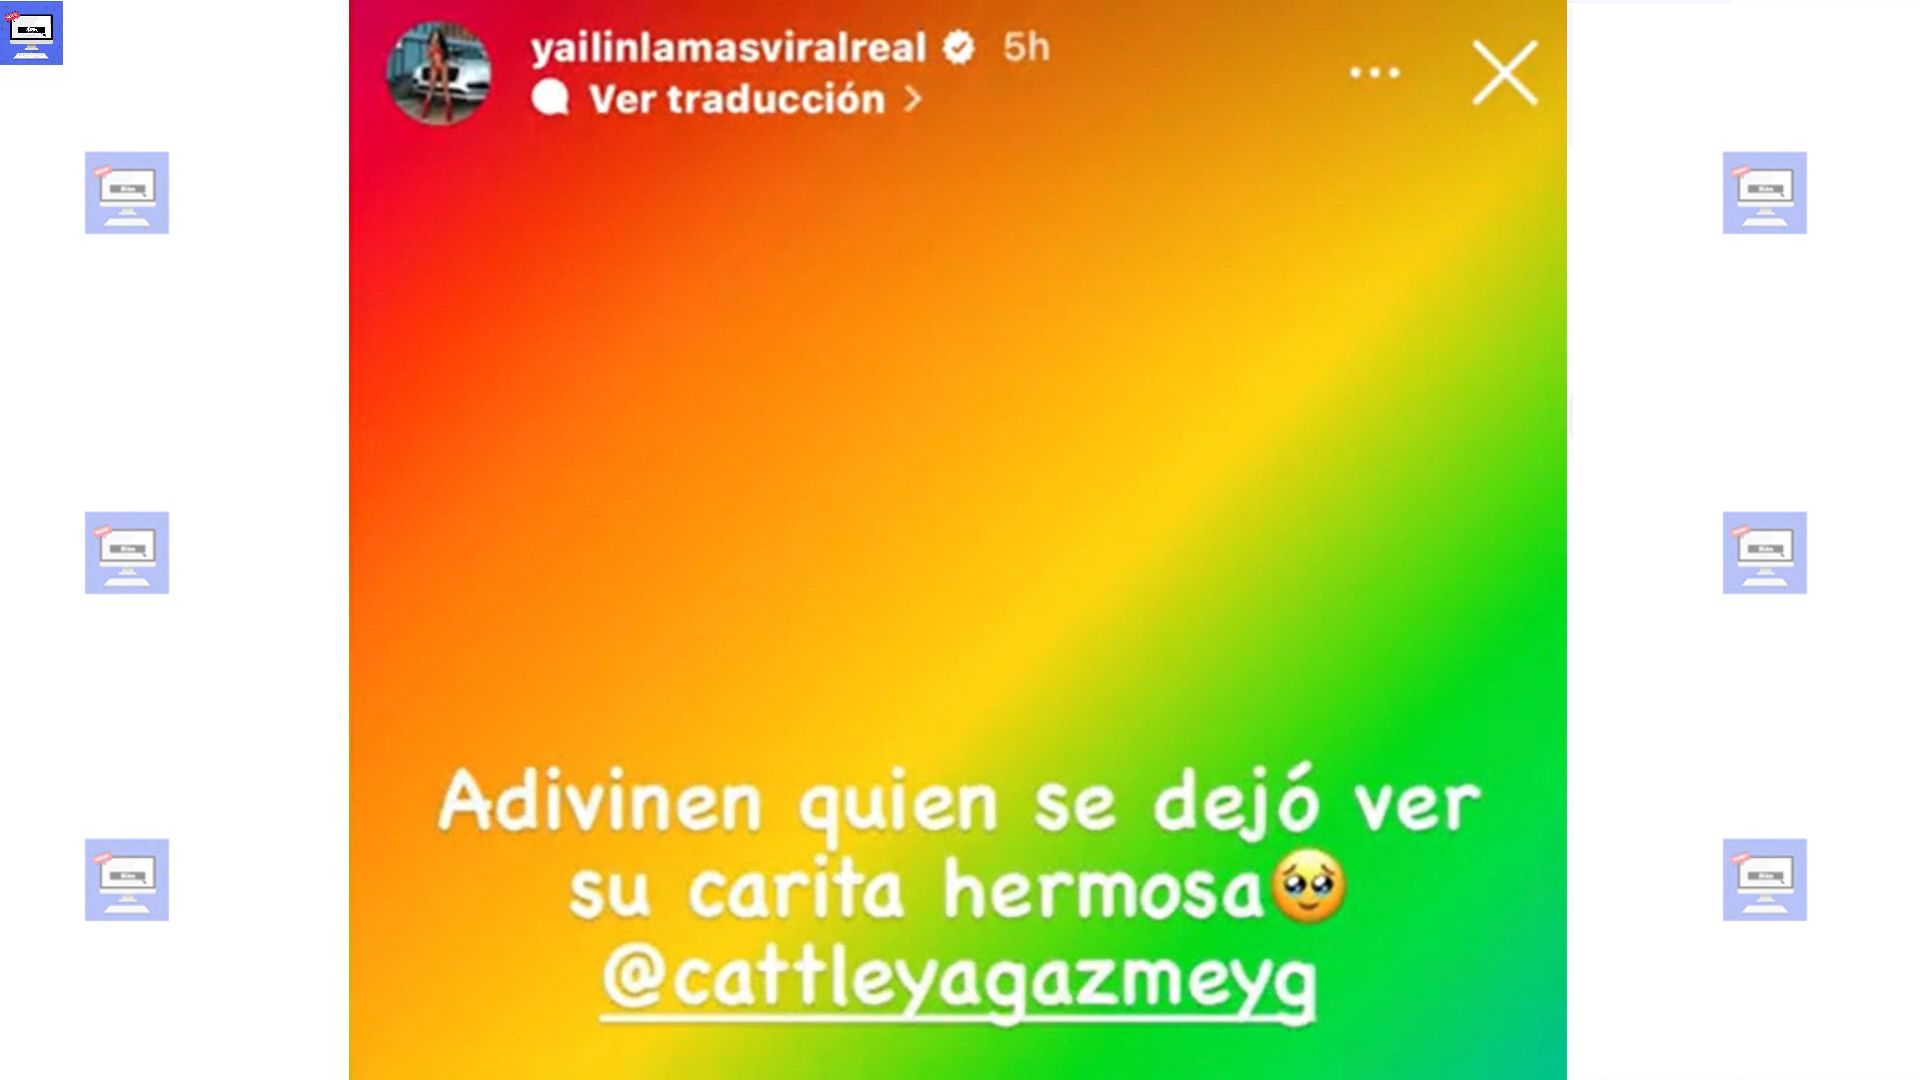 yailinlamasviralreal 5h
Ver traducción
Adivinen quien se dejó ver
su carita hermosa🥹
@cattleyagazmeyg